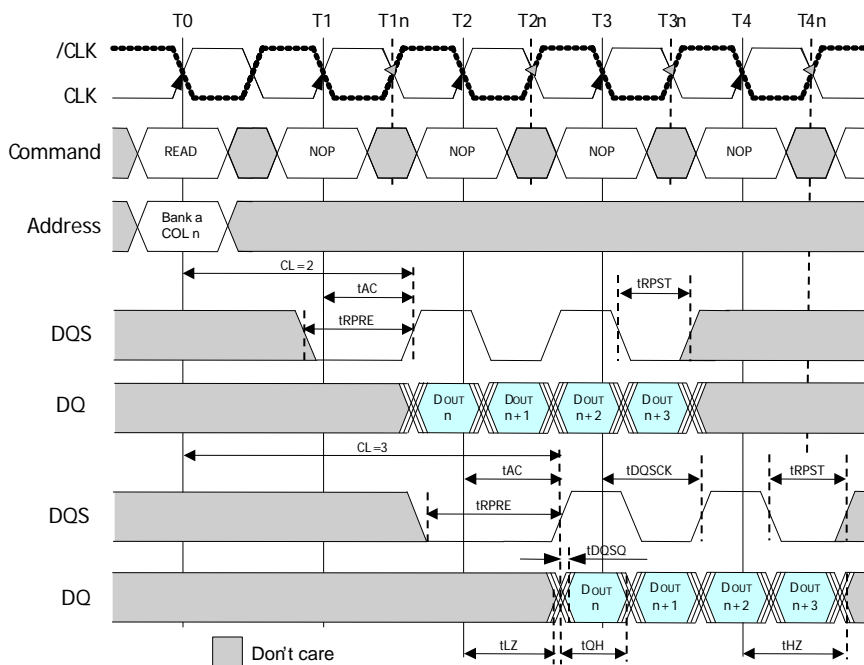 T0 T1 T1n T2 T2n T3 T3n T4 T4n
/CLK
CLK
Command READ NOP NOP NOP NOP
Address Bank a
COL n
CL=2
tAC
tRPST
tRPRE
DQS
DQ DOUT n DOUT n+1 DOUT n+2 DOUT n+3
CL=3
tAC tDQSCK tRPST
tRPRE
DQS
tDQSQ
DQ DOUT n DOUT n+1 DOUT n+2 DOUT n+3
tLZ tQH tHZ
Don't care